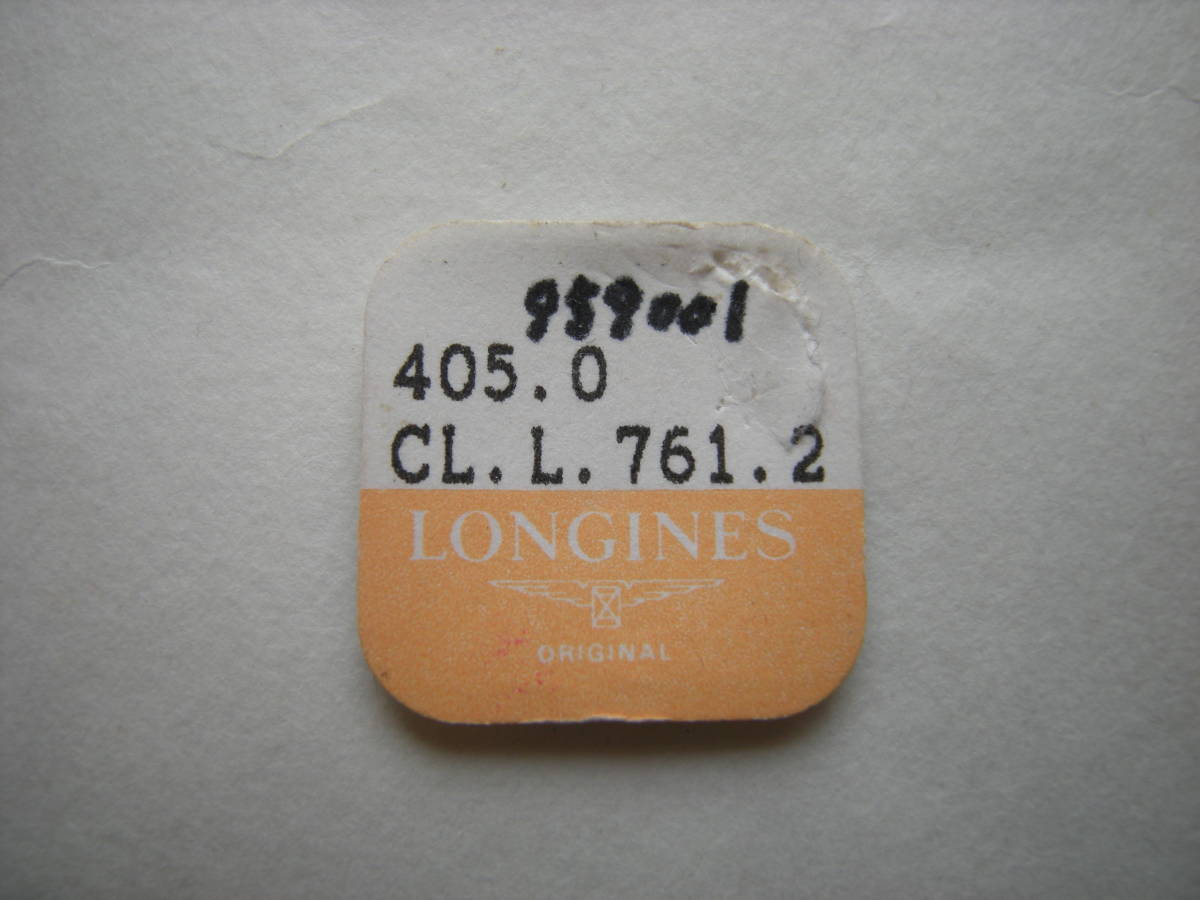 959001
405.0
CL.L.761.2
LONGINES
ORIGINAL